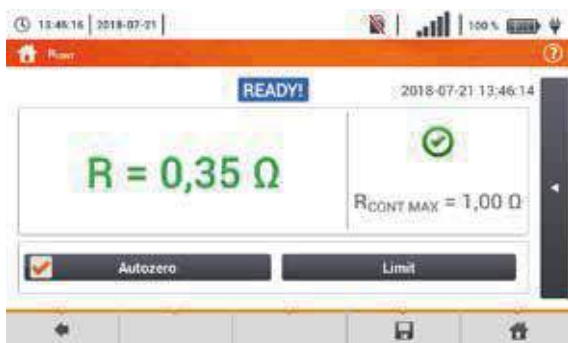 13:46:16 2018-07-21 100 %
RCONT
READY! 2018-07-21 13:46:14
R = 0,35 Ω
RCONT MAX = 1,00 Ω
Autozero Limit